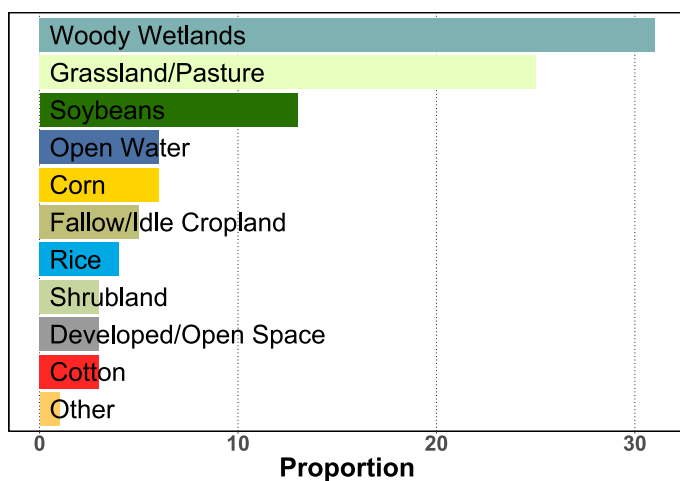 Woody Wetlands
Grassland/Pasture
Soybeans
Open Water
Corn
Fallow/Idle Cropland
Rice
Shrubland
Developed/Open Space
Cotton
Other
0 10 20 30
Proportion